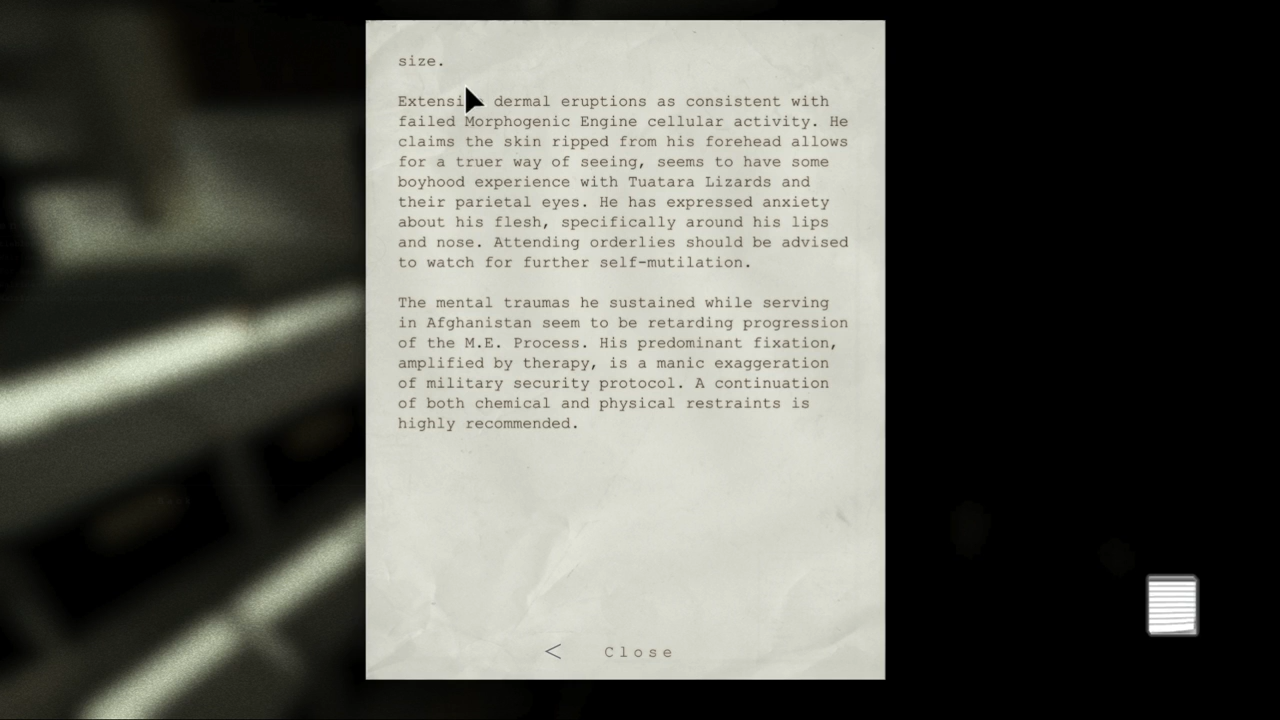 size.
Extensive dermal eruptions as consistent with
failed Morphogenic Engine cellular activity. He
claims the skin ripped from his forehead allows
for a truer way of seeing, seems to have some
boyhood experience with Tuatara Lizards and
their parietal eyes. He has expressed anxiety
about his flesh, specifically around his lips
and nose. Attending orderlies should be advised
to watch for further self-mutilation.
The mental traumas he sustained while serving
in Afghanistan seem to be retarding progression
of the M.E. Process. His predominant fixation,
amplified by therapy, is a manic exaggeration
of military security protocol. A continuation
of both chemical and physical restraints is
highly recommended.
< Close